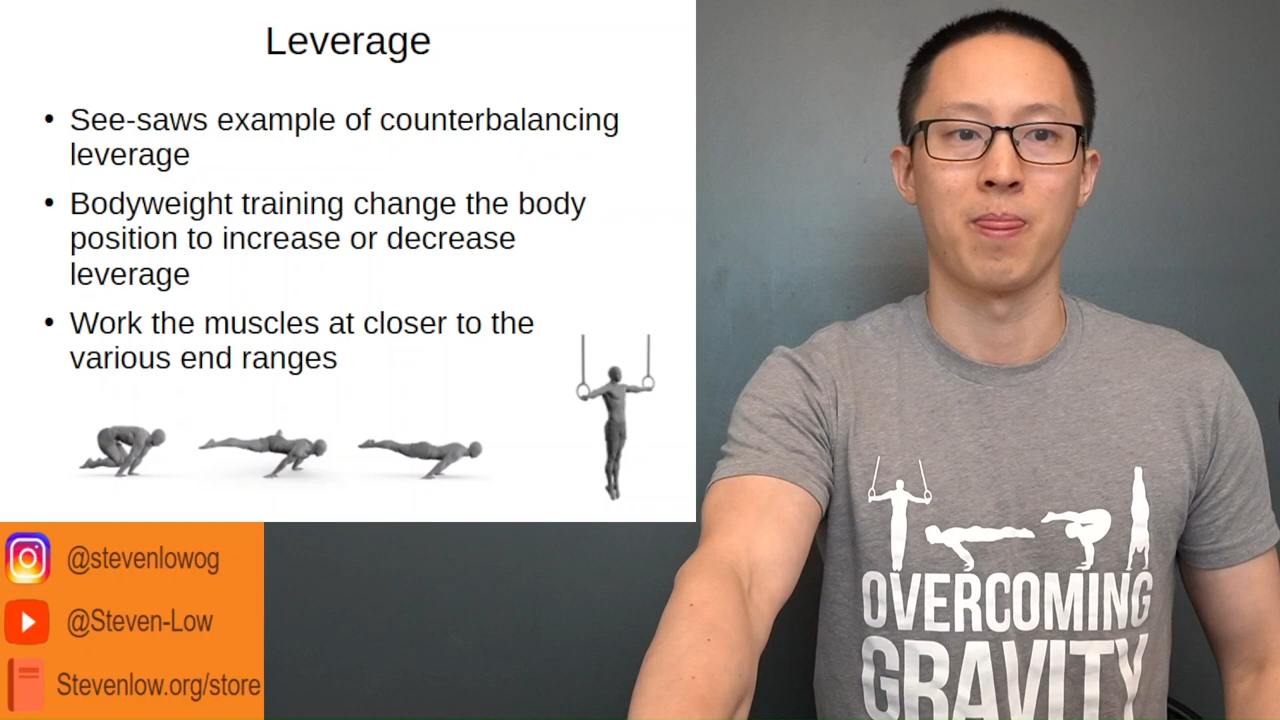 Leverage
• See-saws example of counterbalancing
leverage
• Bodyweight training change the body
position to increase or decrease
leverage
• Work the muscles at closer to the
various end ranges
@stevenlowog
@Steven-Low
Stevenlow.org/store
OVERCOMING
GRAVITY